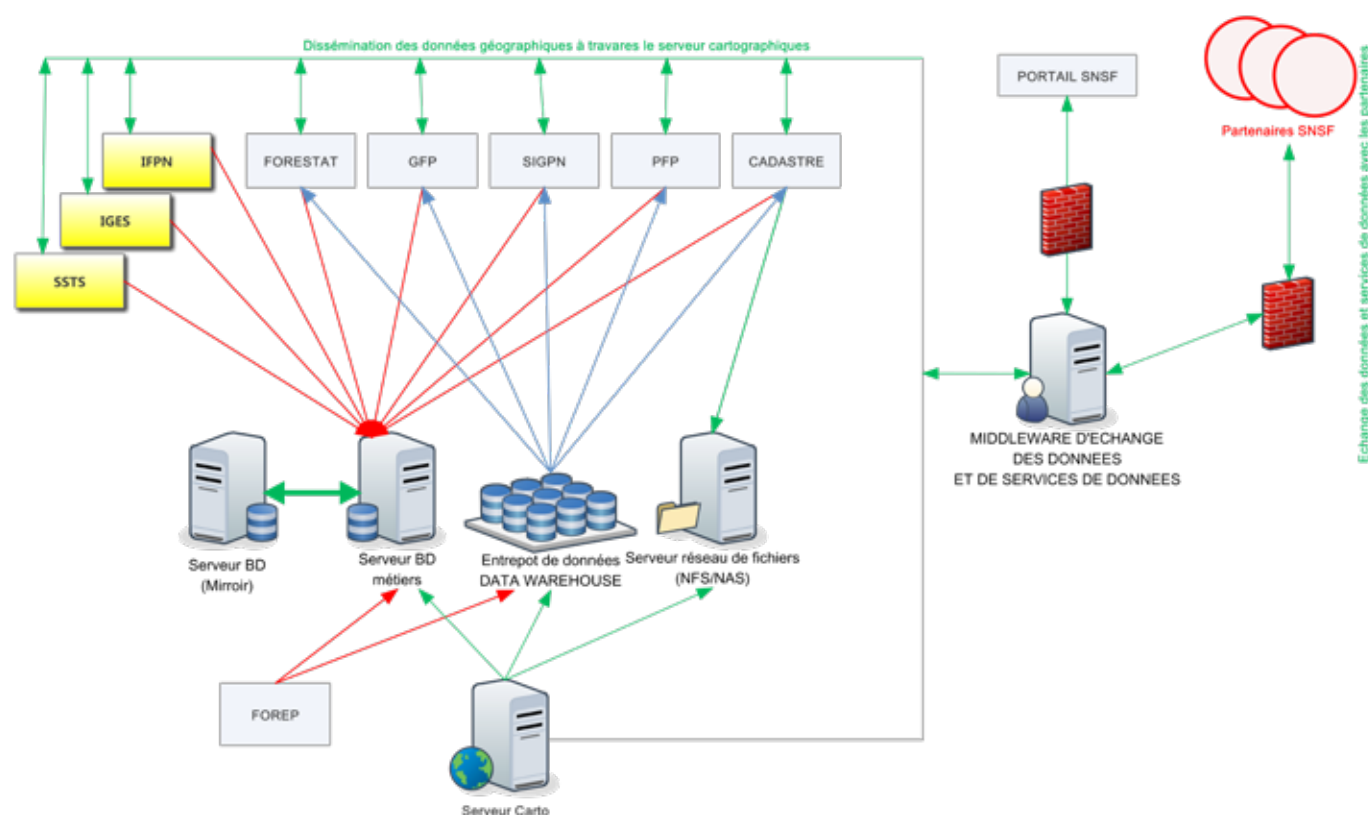 Dissémination des données géographiques à travares le serveur cartographiques
PORTAIL SNSF
Partenaires SNSF
Echange des données et services de données avec les partenaires
IFPN
FORESTAT
GFP
SIGPN
PFP
CADASTRE
IGES
SSTS
MIDDLEWARE D'ECHANGE
DES DONNEES
ET DE SERVICES DE DONNEES
Serveur BD
(Mirroir)
Serveur BD
métiers
Entrepot de données
DATA WAREHOUSE
Serveur réseau de fichiers
(NFS/NAS)
FOREP
Serveur Carto